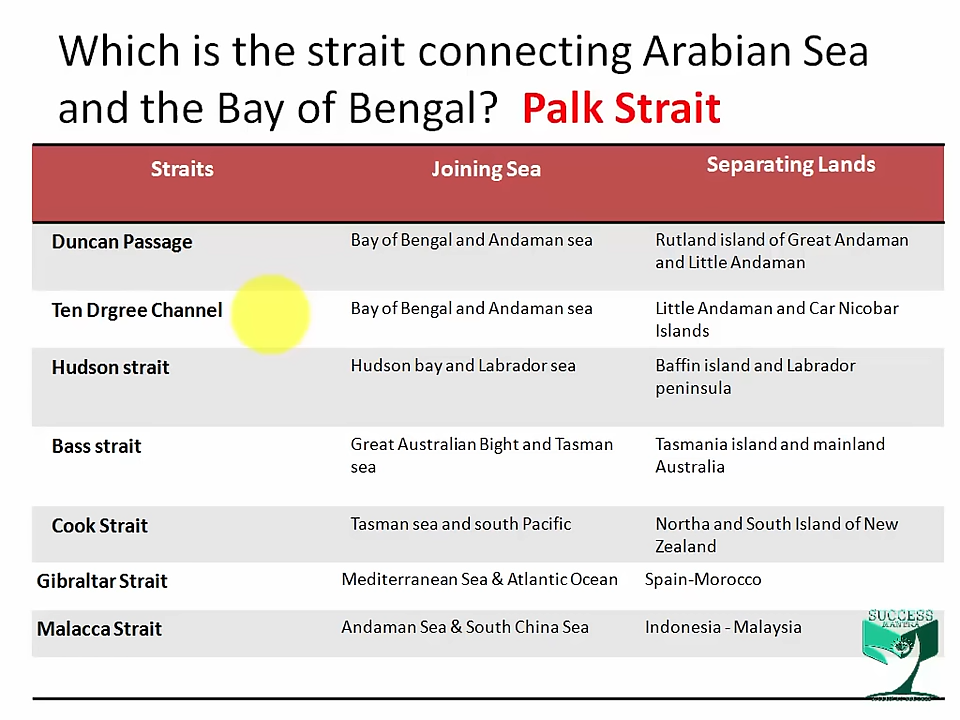 Which is the strait connecting Arabian Sea
and the Bay of Bengal? Palk Strait
Straits Joining Sea Separating Lands
Duncan Passage Bay of Bengal and Andaman sea Rutland island of Great Andaman
and Little Andaman
Ten Drgree Channel Bay of Bengal and Andaman sea Little Andaman and Car Nicobar
Islands
Hudson strait Hudson bay and Labrador sea Baffin island and Labrador
peninsula
Bass strait Great Australian Bight and Tasman Tasmania island and mainland
sea Australia
Cook Strait Tasman sea and south Pacific Northa and South Island of New
Zealand
Gibraltar Strait Mediterranean Sea & Atlantic Ocean Spain-Morocco
Malacca Strait Andaman Sea & South China Sea Indonesia - Malaysia
SUCCESS
MANTRA